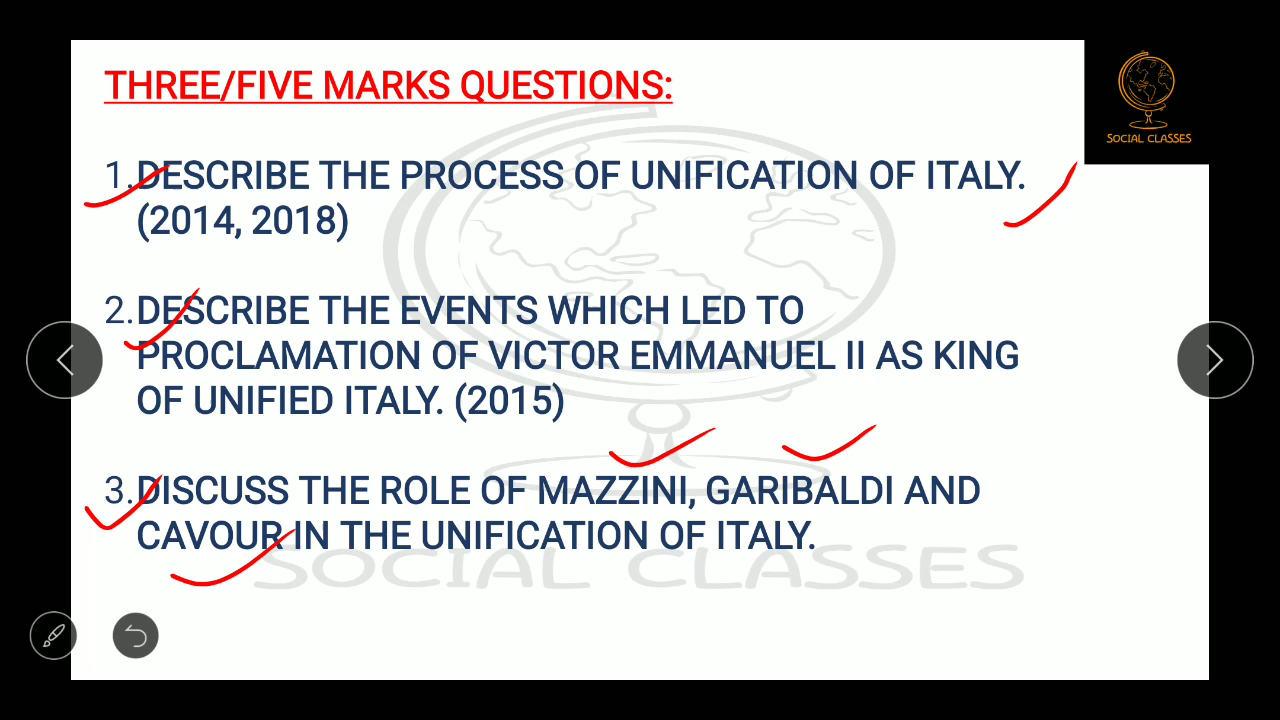 THREE/FIVE MARKS QUESTIONS:
SOCIAL CLASSES
1.DESCRIBE THE PROCESS OF UNIFICATION OF ITALY.
(2014, 2018)
2.DESCRIBE THE EVENTS WHICH LED TO
PROCLAMATION OF VICTOR EMMANUEL II AS KING
OF UNIFIED ITALY. (2015)
3.DISCUSS THE ROLE OF MAZZINI, GARIBALDI AND
CAVOUR IN THE UNIFICATION OF ITALY.
SOCIAL CLASSES